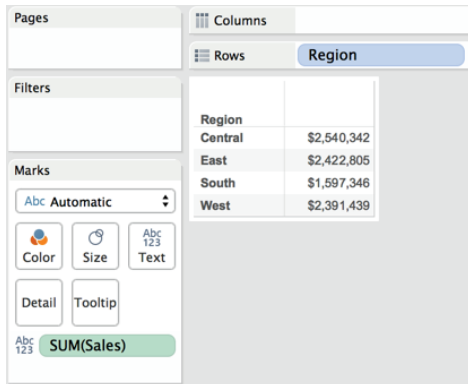 Pages
Columns
Rows
Region
Filters
Region
Central $2,540,342
East $2,422,805
South $1,597,346
West $2,391,439
Marks
Abc Automatic
Color
Size
Abc
123
Text
Detail
Tooltip
Abc
123
SUM(Sales)